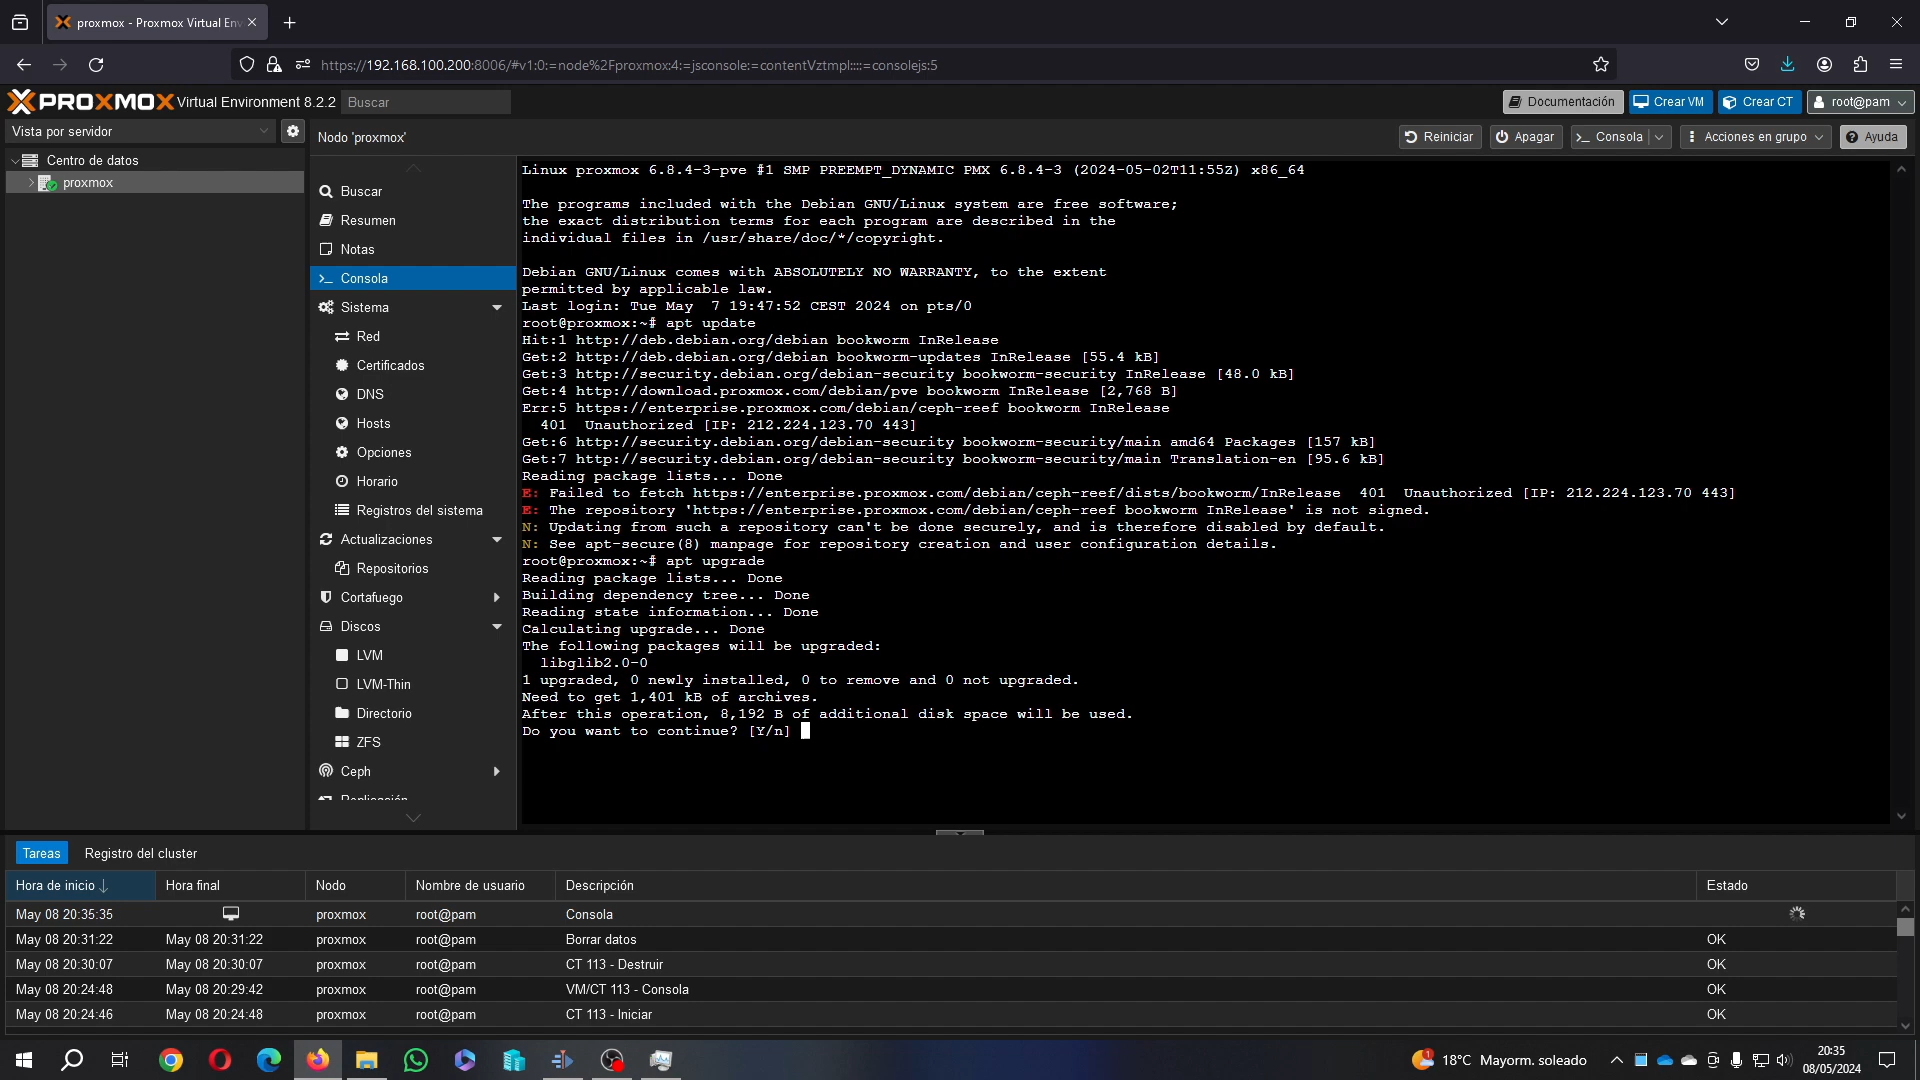 proxmox - Proxmox Virtual Env
https://192.168.100.200:8006/#v1:0:=node%2Fproxmox:4:=jsconsole:=contentVztmpl::::=consolejs:5
PROXMOX Virtual Environment 8.2.2 Buscar
Documentación Crear VM Crear CT root@pam
Vista por servidor
Nodo 'proxmox'
Reiniciar Apagar Consola Acciones en grupo Ayuda
Centro de datos
proxmox
Buscar
Resumen
Notas
Consola
Sistema
Red
Certificados
DNS
Hosts
Opciones
Horario
Registros del sistema
Actualizaciones
Repositorios
Cortafuego
Discos
LVM
LVM-Thin
Directorio
ZFS
Ceph
Replicación
Linux proxmox 6.8.4-3-pve #1 SMP PREEMPT_DYNAMIC PMX 6.8.4-3 (2024-05-02T11:55Z) x86_64
The programs included with the Debian GNU/Linux system are free software;
the exact distribution terms for each program are described in the
individual files in /usr/share/doc/*/copyright.
Debian GNU/Linux comes with ABSOLUTELY NO WARRANTY, to the extent
permitted by applicable law.
Last login: Tue May  7 19:47:52 CEST 2024 on pts/0
root@proxmox:~# apt update
Hit:1 http://deb.debian.org/debian bookworm InRelease
Get:2 http://deb.debian.org/debian bookworm-updates InRelease [55.4 kB]
Get:3 http://security.debian.org/debian-security bookworm-security InRelease [48.0 kB]
Get:4 http://download.proxmox.com/debian/pve bookworm InRelease [2,768 B]
Err:5 https://enterprise.proxmox.com/debian/ceph-reef bookworm InRelease
  401  Unauthorized [IP: 212.224.123.70 443]
Get:6 http://security.debian.org/debian-security bookworm-security/main amd64 Packages [157 kB]
Get:7 http://security.debian.org/debian-security bookworm-security/main Translation-en [95.6 kB]
Reading package lists... Done
E: Failed to fetch https://enterprise.proxmox.com/debian/ceph-reef/dists/bookworm/InRelease  401  Unauthorized [IP: 212.224.123.70 443]
E: The repository 'https://enterprise.proxmox.com/debian/ceph-reef bookworm InRelease' is not signed.
N: Updating from such a repository can't be done securely, and is therefore disabled by default.
N: See apt-secure(8) manpage for repository creation and user configuration details.
root@proxmox:~# apt upgrade
Reading package lists... Done
Building dependency tree... Done
Reading state information... Done
Calculating upgrade... Done
The following packages will be upgraded:
  libglib2.0-0
1 upgraded, 0 newly installed, 0 to remove and 0 not upgraded.
Need to get 1,401 kB of archives.
After this operation, 8,192 B of additional disk space will be used.
Do you want to continue? [Y/n]
Tareas Registro del cluster
Hora de inicio Hora final Nodo Nombre de usuario Descripción Estado
May 08 20:35:35 proxmox root@pam Consola
May 08 20:31:22 May 08 20:31:22 proxmox root@pam Borrar datos OK
May 08 20:30:07 May 08 20:30:07 proxmox root@pam CT 113 - Destruir OK
May 08 20:24:48 May 08 20:29:42 proxmox root@pam VM/CT 113 - Consola OK
May 08 20:24:46 May 08 20:24:48 proxmox root@pam CT 113 - Iniciar OK
1 18°C Mayorm. soleado
20:35
08/05/2024